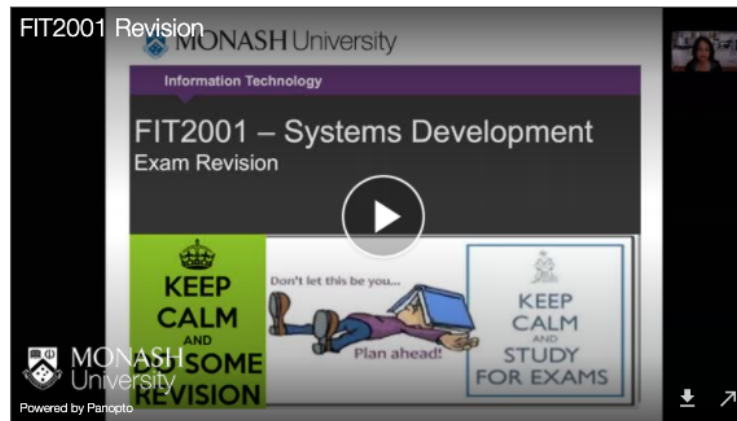 FIT2001 Revision
MONASH University
Information Technology
FIT2001 – Systems Development
Exam Revision
KEEP
CALM
AND
SOME
REVISION
Don't let this be you...
Plan ahead!
KEEP
CALM
AND
STUDY
FOR EXAMS
MONASH
University
Powered by Panopto